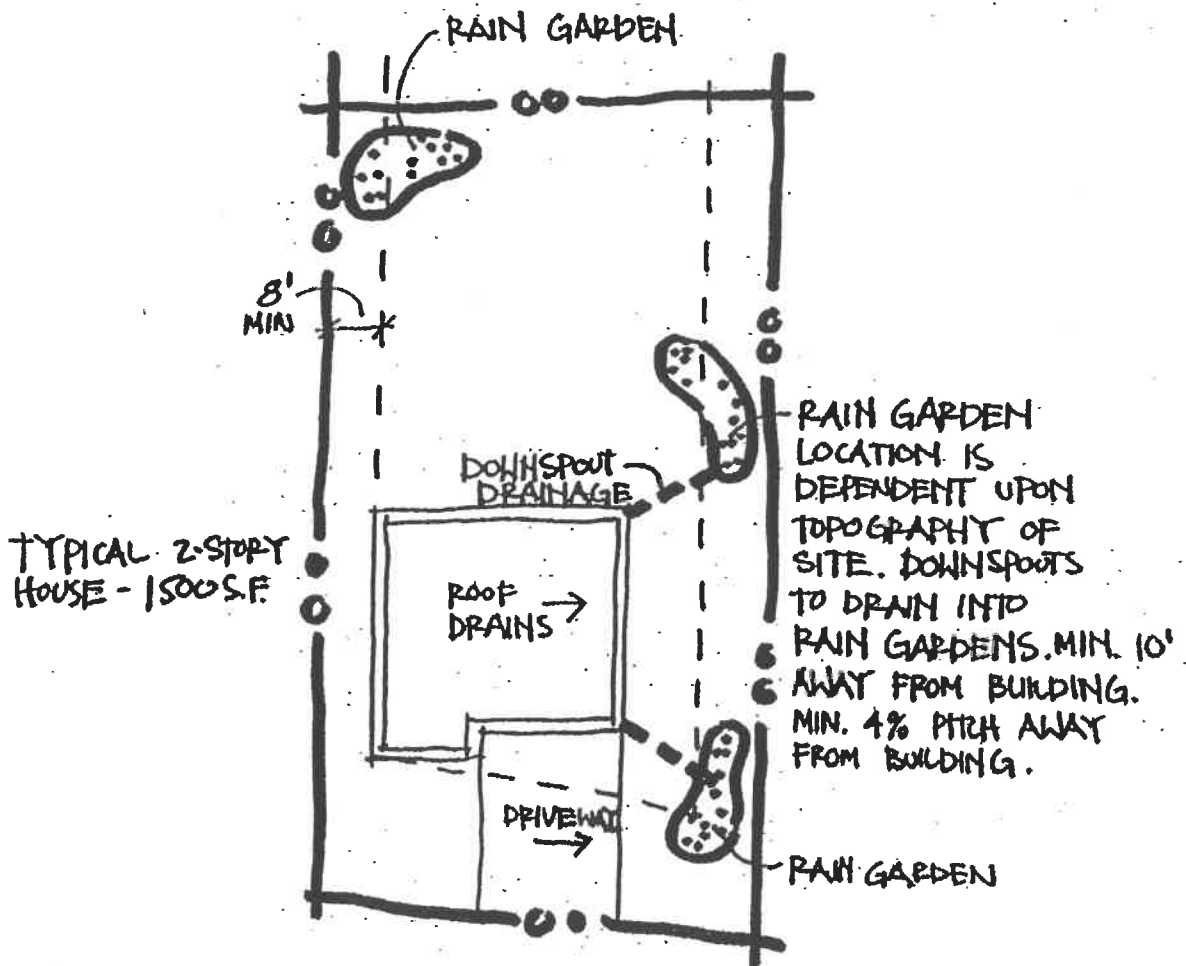 RAIN GARDEN
8'
MIN
RAIN GARDEN
LOCATION IS
DEPENDENT UPON
TOPOGRAPHY OF
SITE. DOWNSPOUTS
TO DRAIN INTO
RAIN GARDENS. MIN. 10'
AWAY FROM BUILDING.
MIN. 4% PITCH AWAY
FROM BUILDING.
DOWNSPOUT
DRAINAGE
TYPICAL 2-STORY
HOUSE - 1500 S.F.
ROOF
DRAINS
DRIVEWAY
RAIN GARDEN